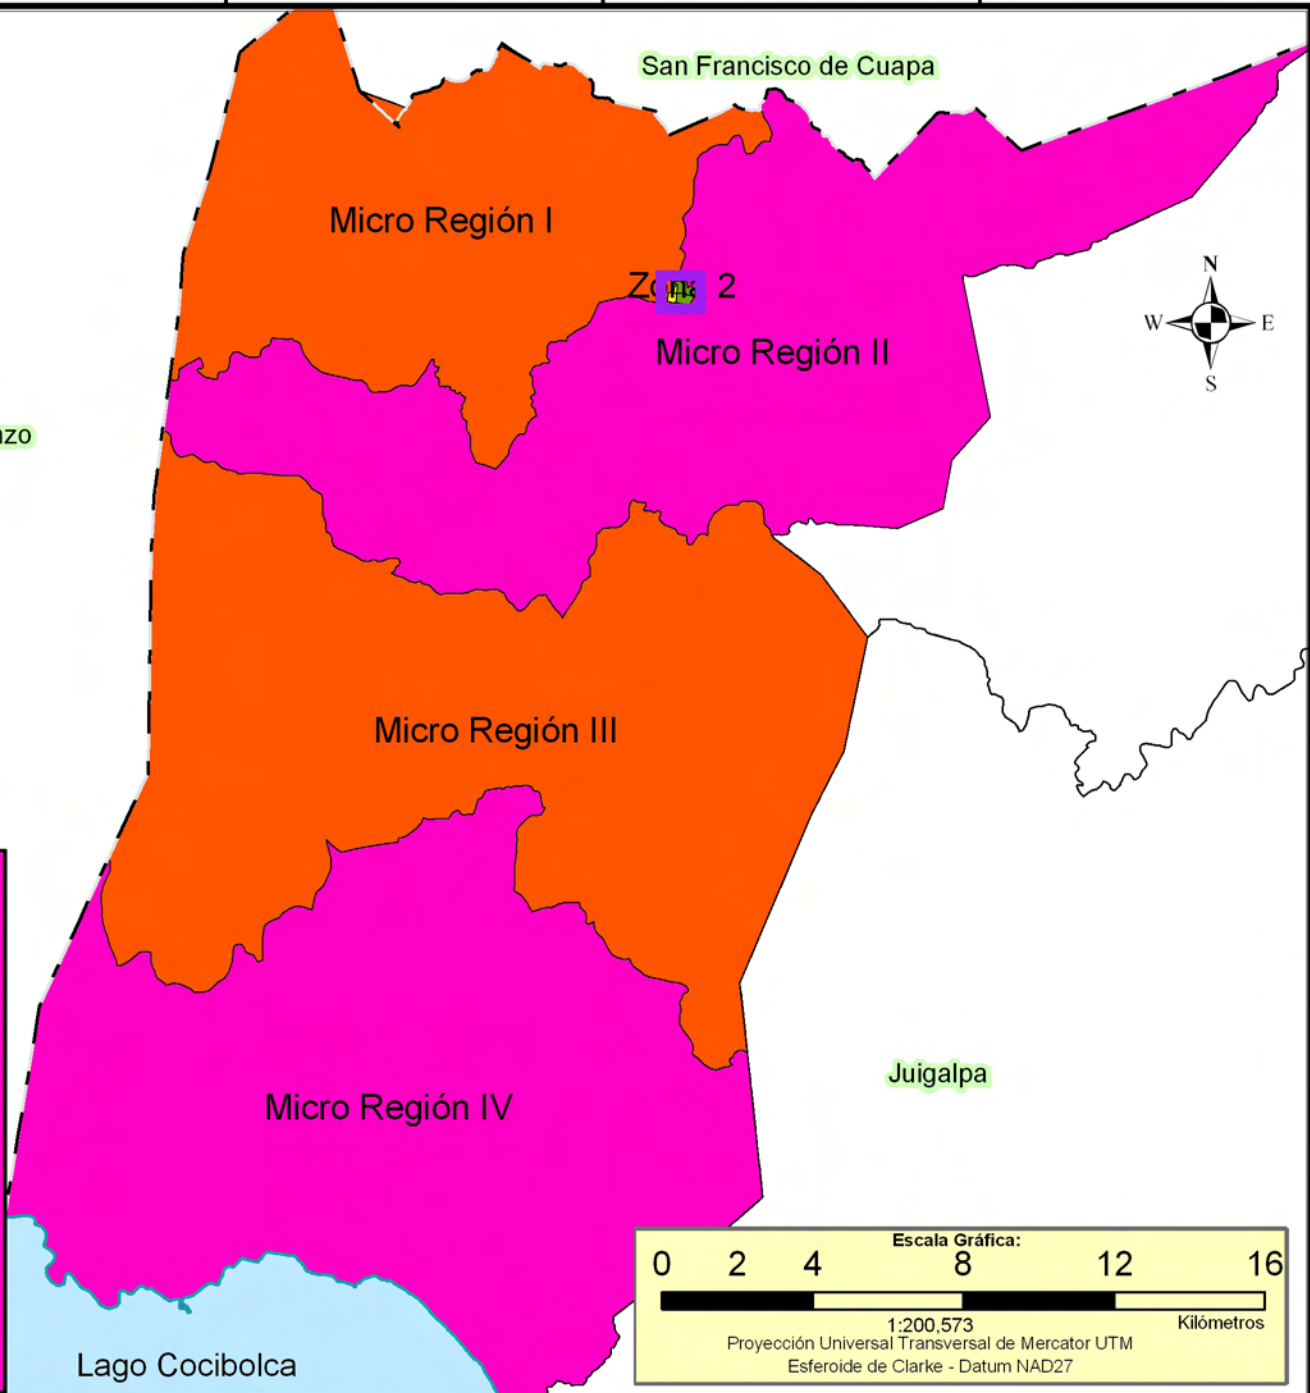 San Francisco de Cuapa
Micro Región I
Zona 2
Micro Región II
N
W E
S
nzo
Micro Región III
Juigalpa
Micro Región IV
Lago Cocibolca
Escala Gráfica:
0 2 4 8 12 16
1:200,573
Kilómetros
Proyección Universal Transversal de Mercator UTM
Esferoide de Clarke - Datum NAD27